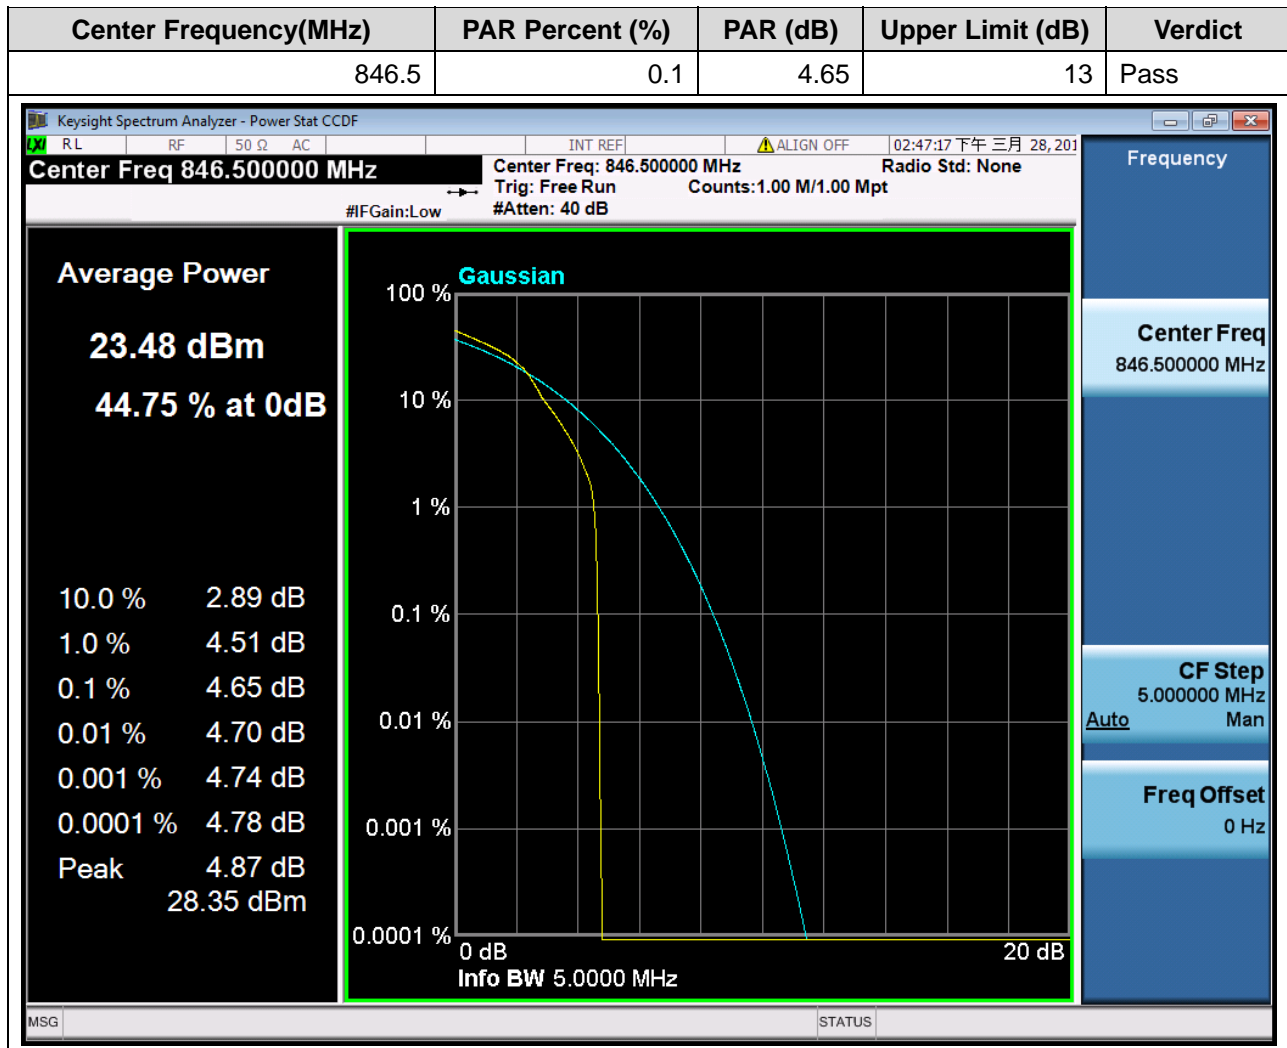 Center Frequency(MHz) PAR Percent (%) PAR (dB) Upper Limit (dB) Verdict
846.5 0.1 4.65 13 Pass
Keysight Spectrum Analyzer - Power Stat CCDF
LXI RL RF 50 Ω AC INT REF ALIGN OFF 02:47:17 下午 三月 28, 201
Center Freq 846.500000 MHz
#IFGain:Low
Center Freq: 846.500000 MHz Radio Std: None
Trig: Free Run Counts:1.00 M/1.00 Mpt
#Atten: 40 dB
Average Power
23.48 dBm
44.75 % at 0dB
10.0 % 2.89 dB
1.0 % 4.51 dB
0.1 % 4.65 dB
0.01 % 4.70 dB
0.001 % 4.74 dB
0.0001 % 4.78 dB
Peak 4.87 dB
28.35 dBm
Gaussian
100 %
10 %
1 %
0.1 %
0.01 %
0.001 %
0.0001 %
0 dB 20 dB
Info BW 5.0000 MHz
Frequency
Center Freq
846.500000 MHz
CF Step
5.000000 MHz
Auto Man
Freq Offset
0 Hz
MSG STATUS